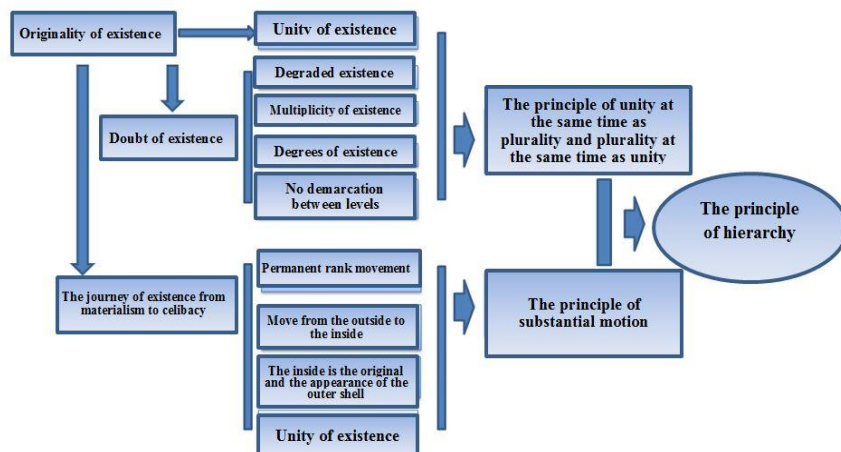 Originality of existence
Unitv of existence
Degraded existence
Multiplicity of existence
Doubt of existence
Degrees of existence
No demarcation
between levels
The principle of unity at
the same time as
plurality and plurality at
the same time as unity
The principle
of hierarchy
Permanent rank movement
The journey of existence from
materialism to celibacy
Move from the outside to
the inside
The inside is the original
and the appearance of the
outer shell
Unity of existence
The principle of
substantial motion